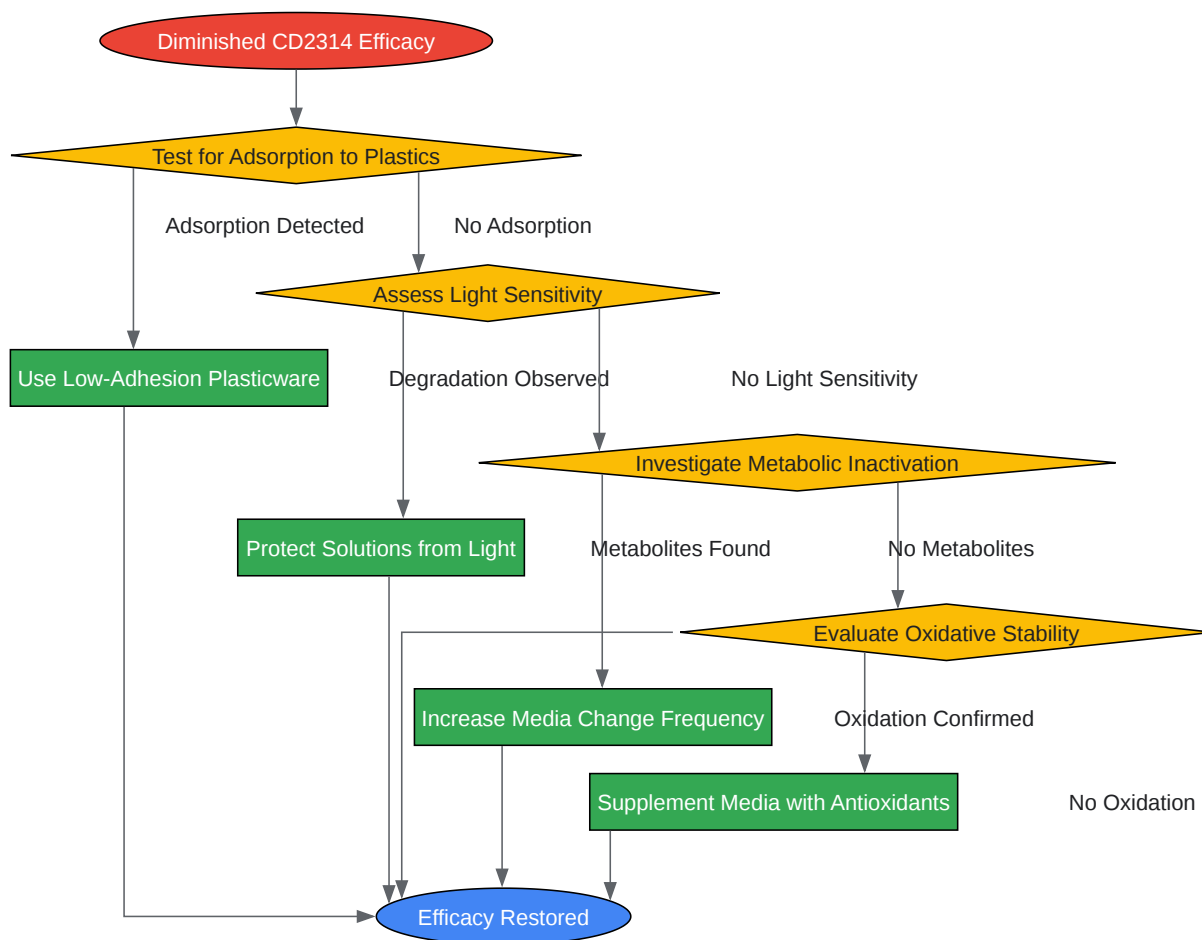 Diminished CD2314 Efficacy
Test for Adsorption to Plastics
Adsorption Detected
No Adsorption
Assess Light Sensitivity
Use Low-Adhesion Plasticware
Degradation Observed
No Light Sensitivity
Investigate Metabolic Inactivation
Protect Solutions from Light
Metabolites Found
No Metabolites
Evaluate Oxidative Stability
Increase Media Change Frequency
Oxidation Confirmed
Supplement Media with Antioxidants
No Oxidation
Efficacy Restored